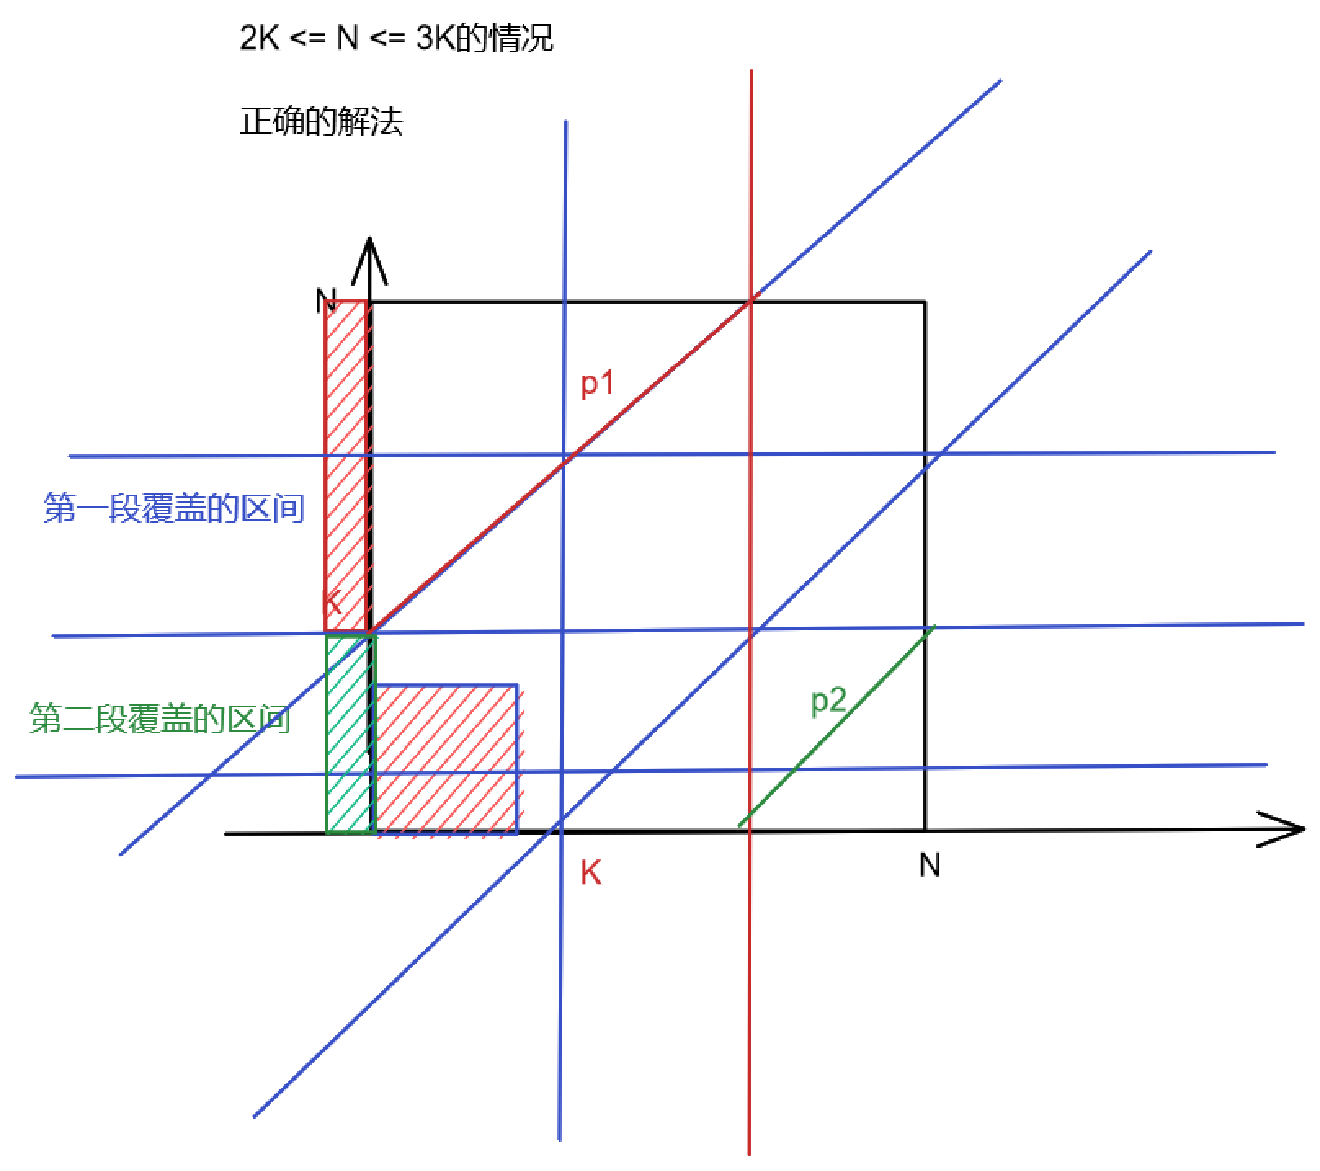 2K <= N <= 3K的情况
正确的解法
N
p1
第一段覆盖的区间
K
p2
第二段覆盖的区间
K
N